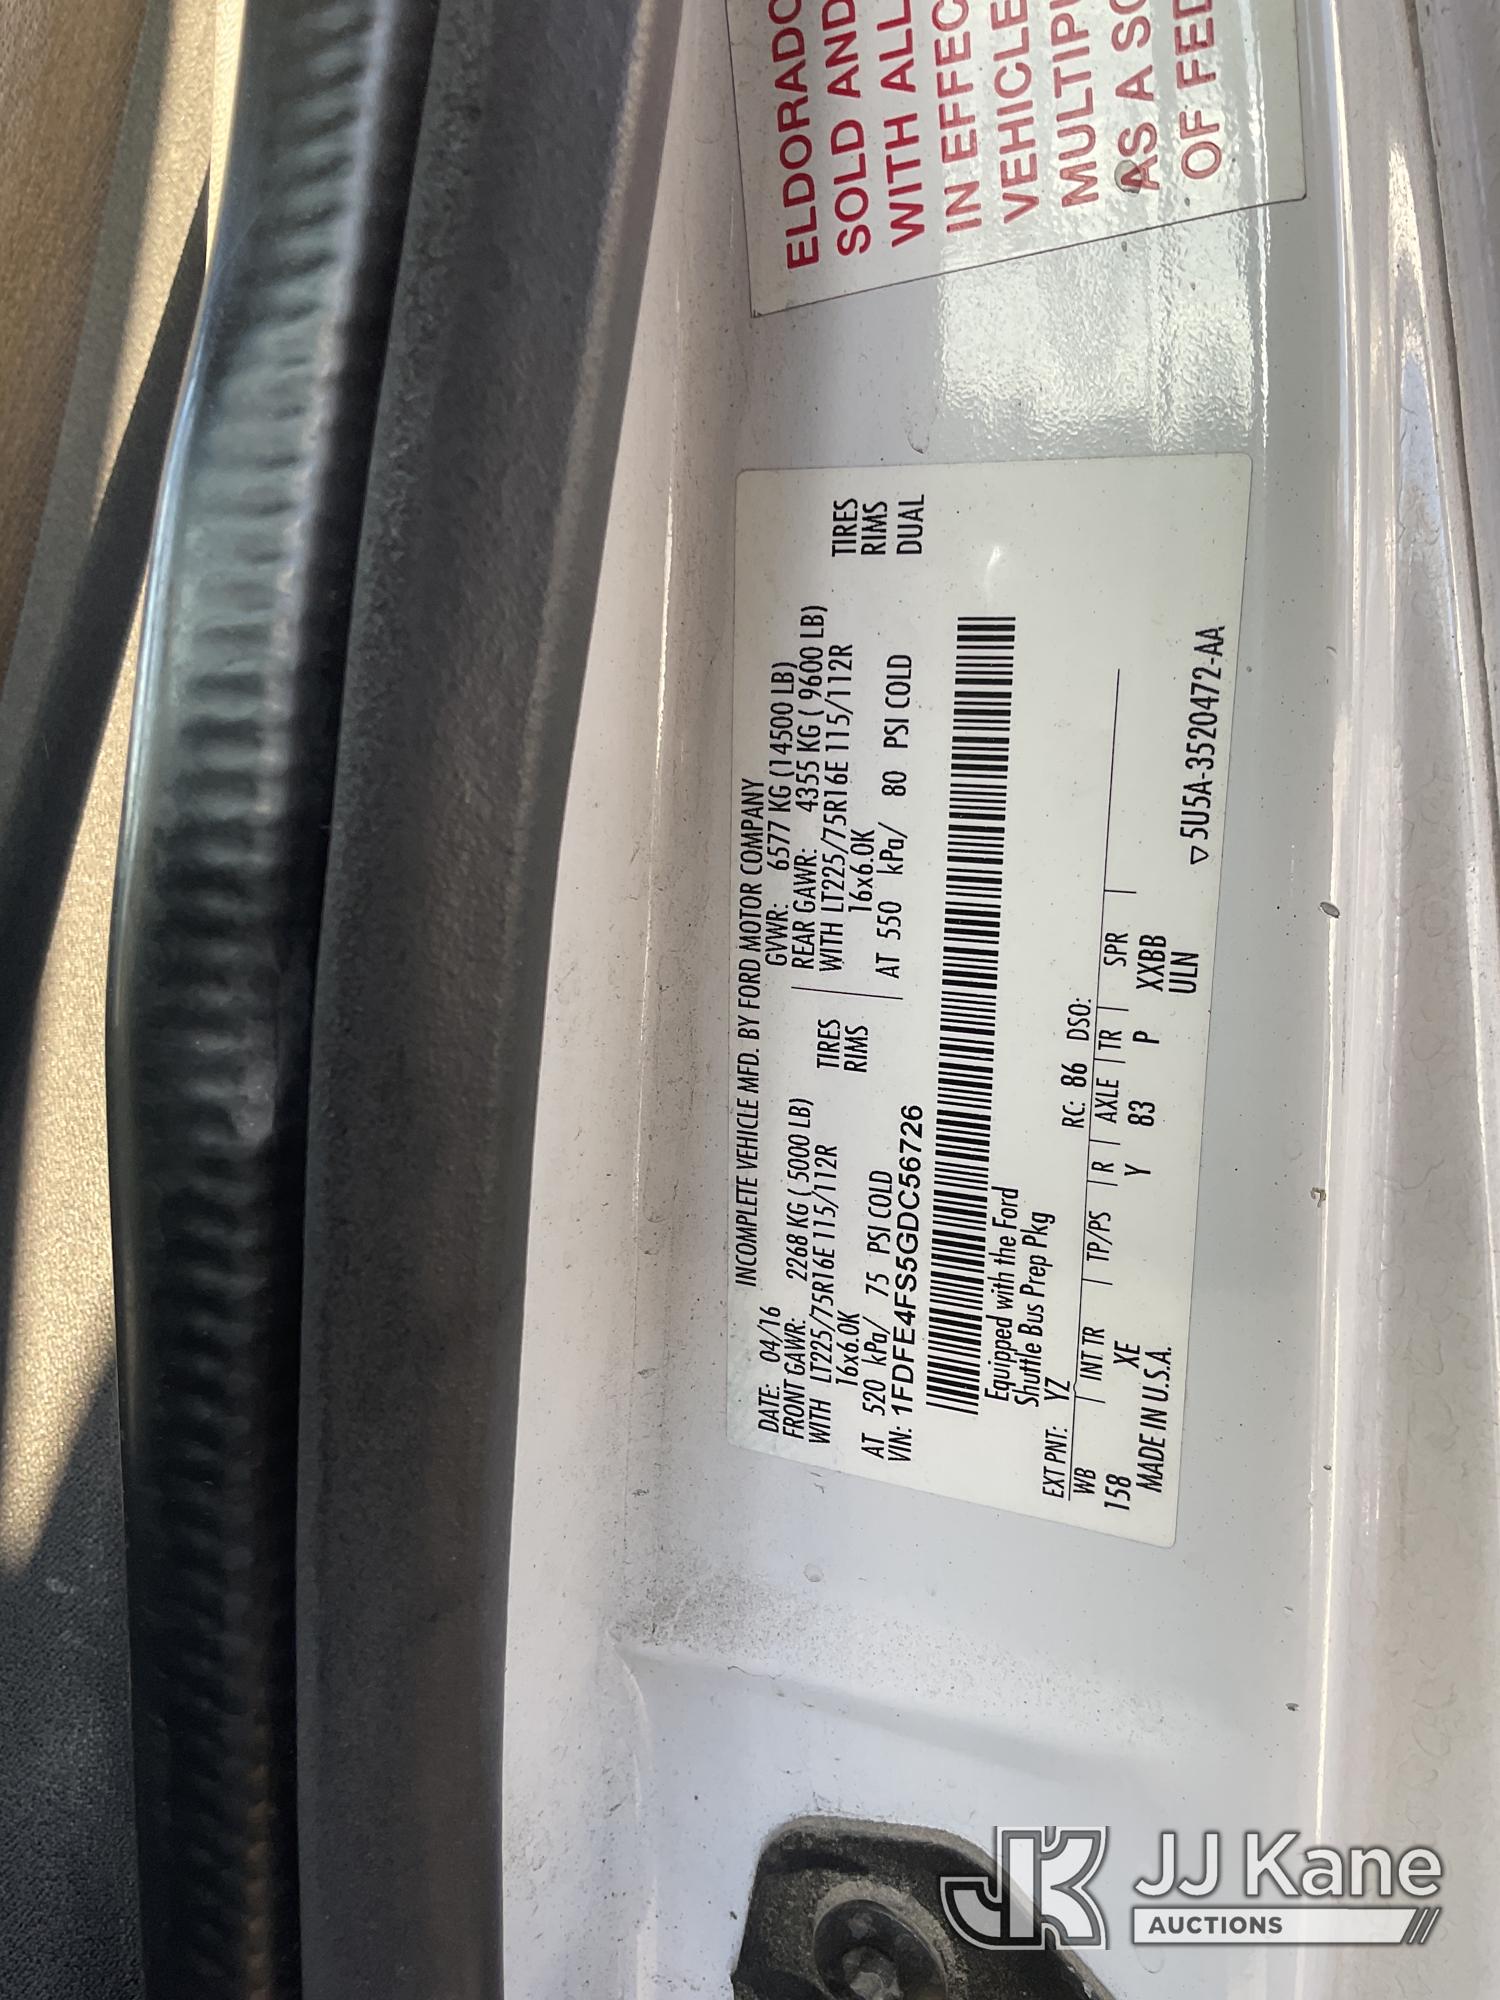 INCOMPLETE VEHICLE MFD. BY FORD MOTOR COMPANY
DATE: 04/16 GVWR: 6577 KG (14500 LB)
FRONT GAWR: 2268 KG ( 5000 LB) REAR GAWR: 4355 KG ( 9600 LB)
WITH LT225/75R16E 115/112R TIRES WITH LT225/75R16E 115/112R TIRES
16x6.0K RIMS 16x6.0K RIMS
AT 520 kPa/ 75 PSI COLD AT 550 kPa/ 80 PSI COLD DUAL
VIN: 1FDFE4FS5GDC56726
Equipped with the Ford
Shuttle Bus Prep Pkg
EXT PNT: YZ RC: 86 DSO:
WB INT TR TP/PS R AXLE TR SPR
158 XE Y 83 P XXBB
MADE IN U.S.A. ULN
▽5U5A-3520472-AA
ELDORADO
SOLD AND
WITH ALL
IN EFFEC
VEHICLE
MULTIP
AS A SO
OF FED
JK JJ Kane
AUCTIONS